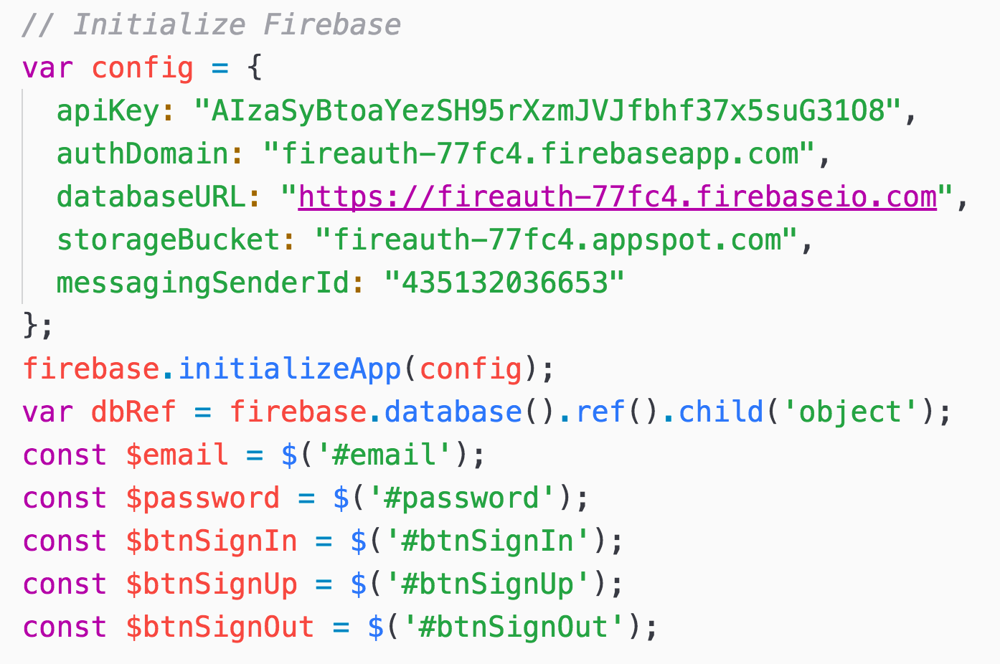 // Initialize Firebase
var config = {
  apiKey: "AIzaSyBtoaYezSH95rXzmJVJfbhf37x5suG31O8",
  authDomain: "fireauth-77fc4.firebaseapp.com",
  databaseURL: "https://fireauth-77fc4.firebaseio.com",
  storageBucket: "fireauth-77fc4.appspot.com",
  messagingSenderId: "435132036653"
};
firebase.initializeApp(config);
var dbRef = firebase.database().ref().child('object');
const $email = $('#email');
const $password = $('#password');
const $btnSignIn = $('#btnSignIn');
const $btnSignUp = $('#btnSignUp');
const $btnSignOut = $('#btnSignOut');